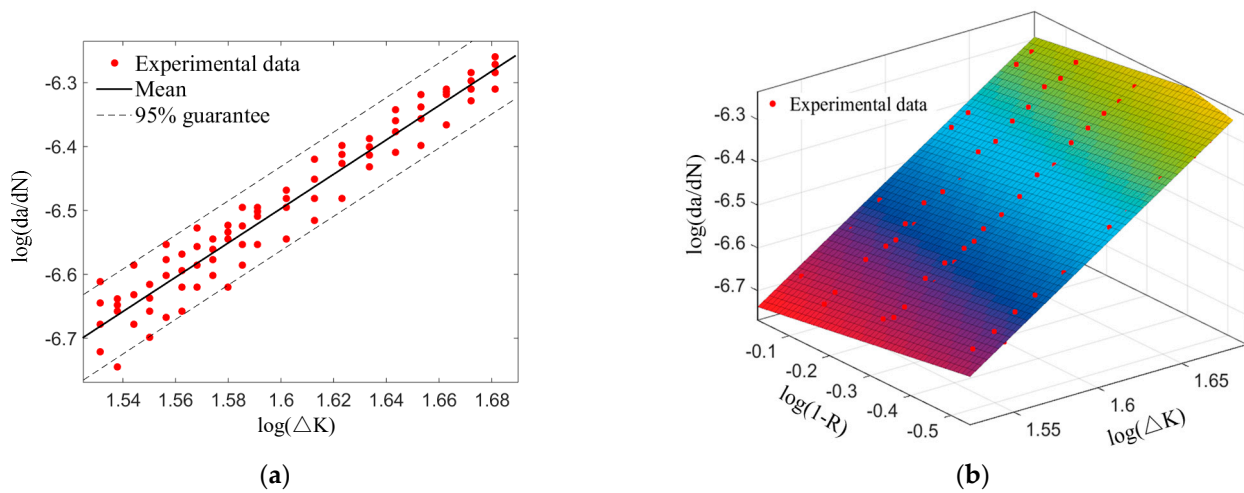 Experimental data
Mean
95% guarantee
-6.3
-6.4
-6.5
-6.6
-6.7
log(da/dN)
1.54
1.56
1.58
1.6
1.62
1.64
1.66
1.68
log(△K)
(a)
Experimental data
-6.3
-6.4
-6.5
-6.6
-6.7
log(da/dN)
-0.1
-0.2
-0.3
-0.4
-0.5
log(1-R)
1.55
1.6
1.65
log(△K)
(b)